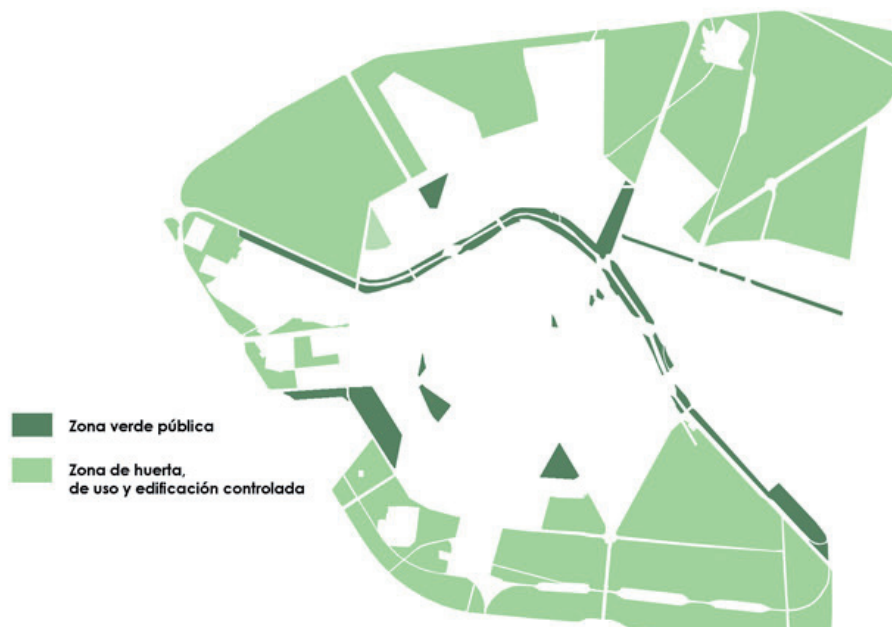 Zona verde pública
Zona de huerta,
de uso y edificación controlada